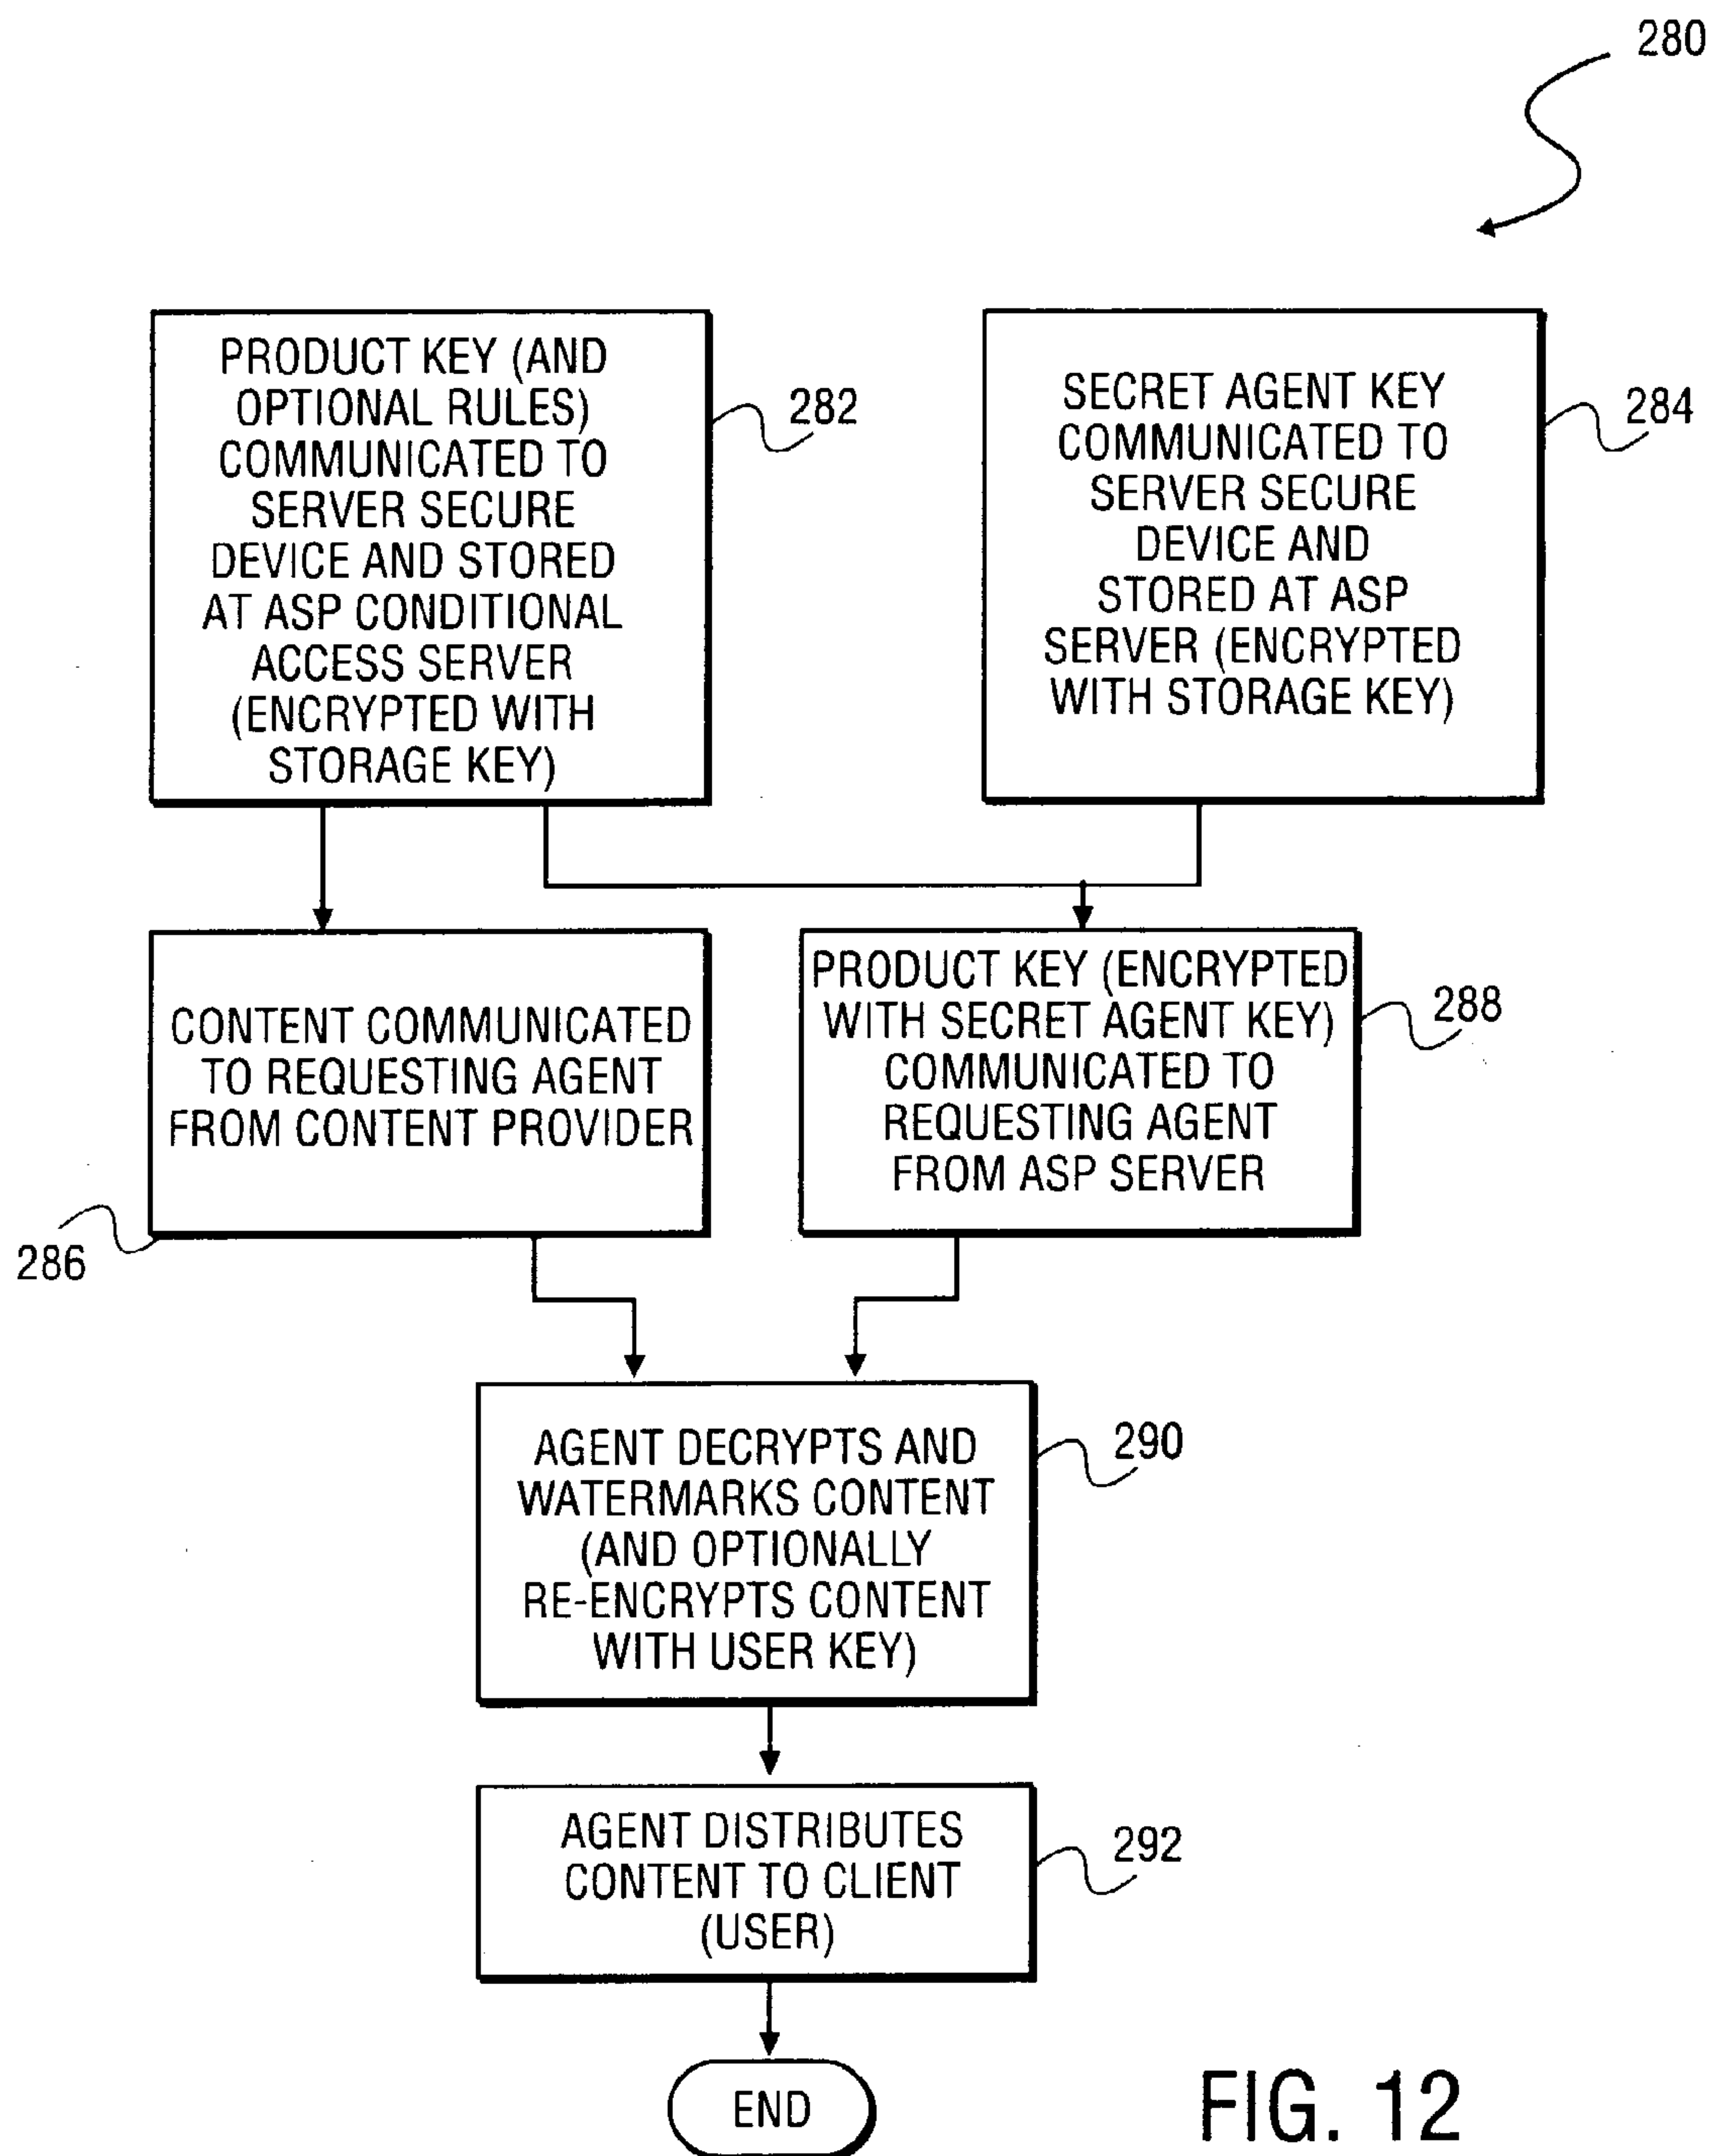 280
PRODUCT KEY (AND
OPTIONAL RULES)
COMMUNICATED TO
SERVER SECURE
DEVICE AND STORED
AT ASP CONDITIONAL
ACCESS SERVER
(ENCRYPTED WITH
STORAGE KEY)
282
SECRET AGENT KEY
COMMUNICATED TO
SERVER SECURE
DEVICE AND
STORED AT ASP
SERVER (ENCRYPTED
WITH STORAGE KEY)
284
CONTENT COMMUNICATED
TO REQUESTING AGENT
FROM CONTENT PROVIDER
286
PRODUCT KEY (ENCRYPTED
WITH SECRET AGENT KEY)
COMMUNICATED TO
REQUESTING AGENT
FROM ASP SERVER
288
AGENT DECRYPTS AND
WATERMARKS CONTENT
(AND OPTIONALLY
RE-ENCRYPTS CONTENT
WITH USER KEY)
290
AGENT DISTRIBUTES
CONTENT TO CLIENT
(USER)
292
END
FIG. 12